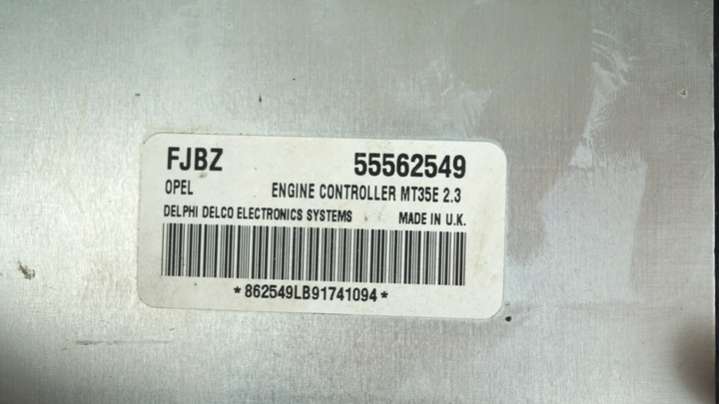 FJBZ 55562549
OPEL ENGINE CONTROLLER MT35E 2.3
DELPHI DELCO ELECTRONICS SYSTEMS MADE IN U.K.
*862549LB91741094*